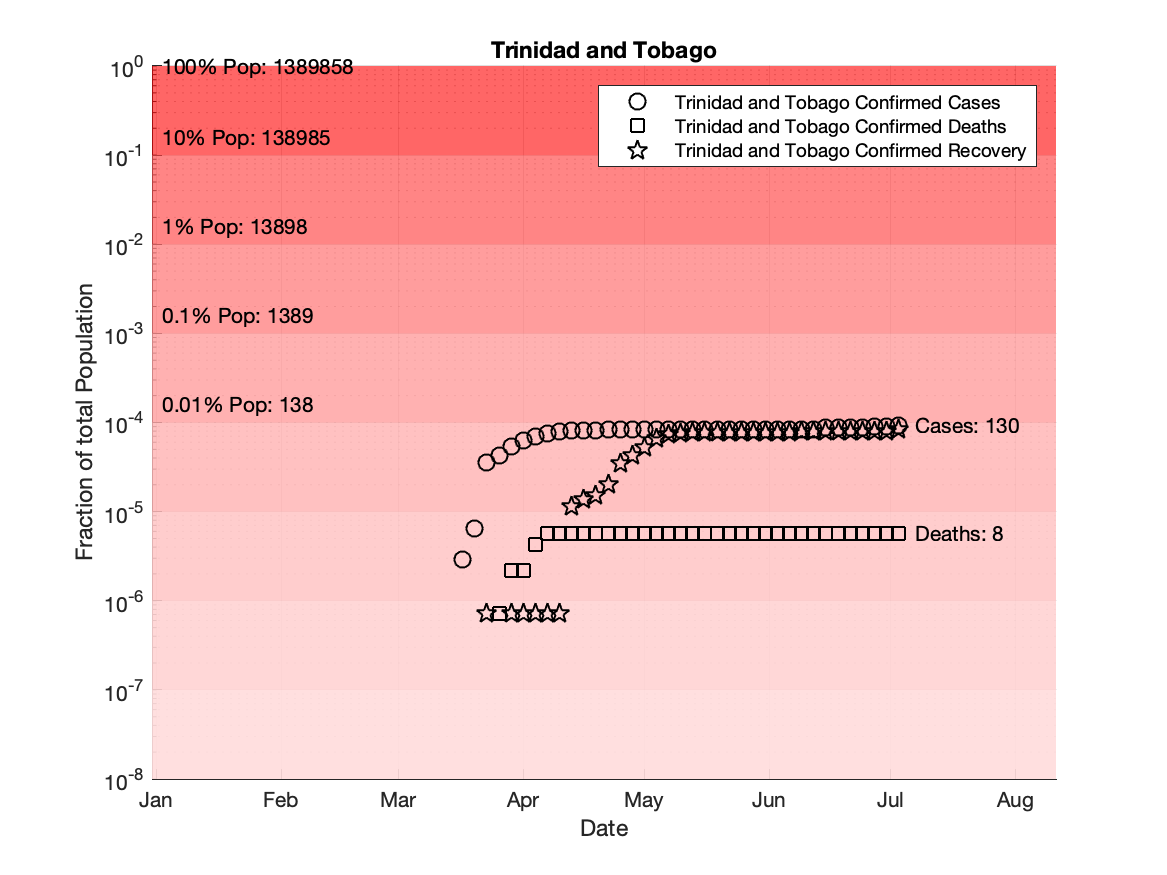 Trinidad and Tobago
100% Pop: 1389858
10% Pop: 138985
1% Pop: 13898
0.1% Pop: 1389
0.01% Pop: 138
Trinidad and Tobago Confirmed Cases
Trinidad and Tobago Confirmed Deaths
Trinidad and Tobago Confirmed Recovery
Cases: 130
Deaths: 8
Fraction of total Population
10^0
10^-1
10^-2
10^-3
10^-4
10^-5
10^-6
10^-7
10^-8
Jan Feb Mar Apr May Jun Jul Aug
Date